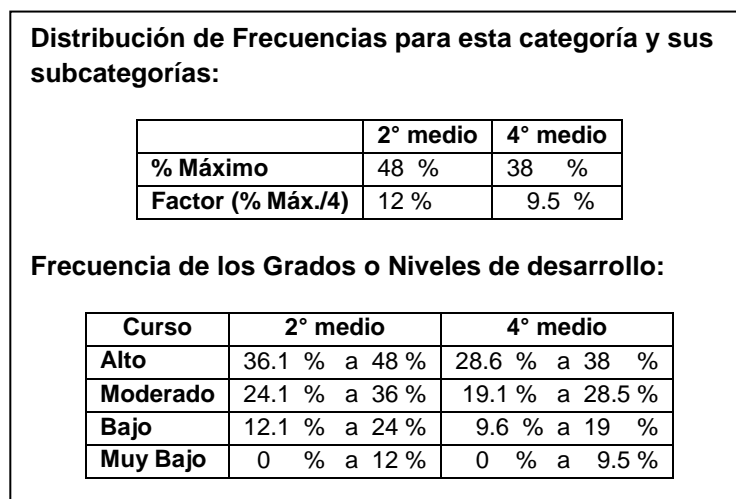 Distribución de Frecuencias para esta categoría y sus
subcategorías:
2° medio 4° medio
% Máximo 48 % 38 %
Factor (% Máx./4) 12 % 9.5 %
Frecuencia de los Grados o Niveles de desarrollo:
Curso 2° medio 4° medio
Alto 36.1 % a 48 % 28.6 % a 38 %
Moderado 24.1 % a 36 % 19.1 % a 28.5 %
Bajo 12.1 % a 24 % 9.6 % a 19 %
Muy Bajo 0 % a 12 % 0 % a 9.5 %